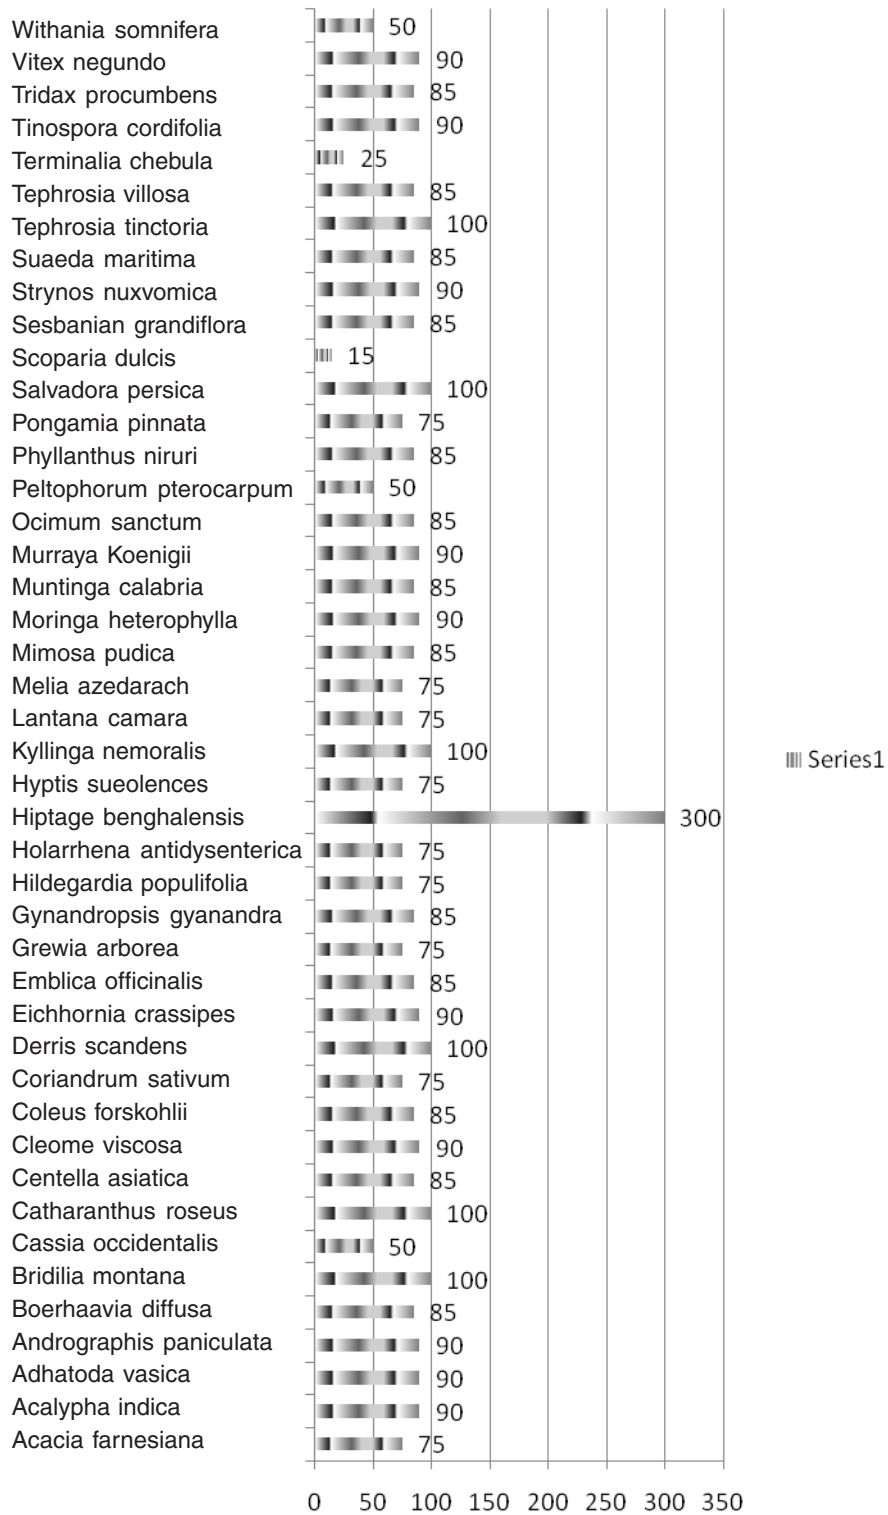 Withania somnifera 50
Vitex negundo 90
Tridax procumbens 85
Tinospora cordifolia 90
Terminalia chebula 25
Tephrosia villosa 85
Tephrosia tinctoria 100
Suaeda maritima 85
Strynos nuxvomica 90
Sesbanian grandiflora 85
Scoparia dulcis 15
Salvadora persica 100
Pongamia pinnata 75
Phyllanthus niruri 85
Peltophorum pterocarpum 50
Ocimum sanctum 85
Murraya Koenigii 90
Muntinga calabria 85
Moringa heterophylla 90
Mimosa pudica 85
Melia azedarach 75
Lantana camara 75
Kyllinga nemoralis 100
Series1
Hyptis sueolences 75
Hiptage benghalensis 300
Holarrhena antidysenterica 75
Hildegardia populifolia 75
Gynandropsis gyanandra 85
Grewia arborea 75
Emblica officinalis 85
Eichhornia crassipes 90
Derris scandens 100
Coriandrum sativum 75
Coleus forskohlii 85
Cleome viscosa 90
Centella asiatica 85
Catharanthus roseus 100
Cassia occidentalis 50
Bridilia montana 100
Boerhaavia diffusa 85
Andrographis paniculata 90
Adhatoda vasica 90
Acalypha indica 90
Acacia farnesiana 75
0 50 100 150 200 250 300 350